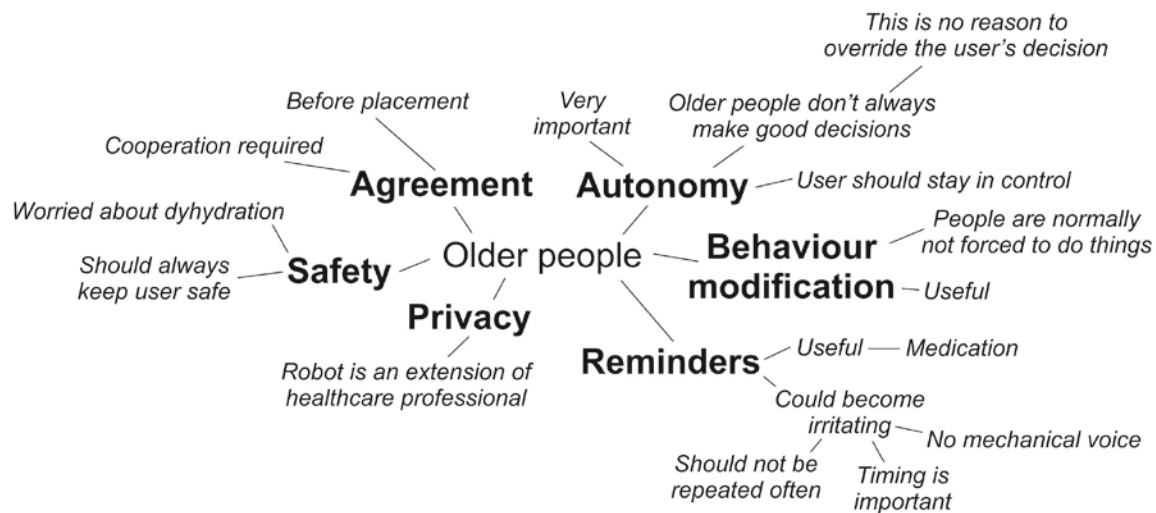 This is no reason to
override the user's decision
Before placement
Very
important
Older people don't always
make good decisions
Cooperation required
Agreement
Autonomy
User should stay in control
Worried about dyhydration
People are normally
not forced to do things
Older people
Behaviour
modification
Should always
keep user safe
Safety
Useful
Privacy
Reminders
Useful
Medication
Robot is an extension of
healthcare professional
Could become
irritating
No mechanical voice
Should not be
repeated often
Timing is
important